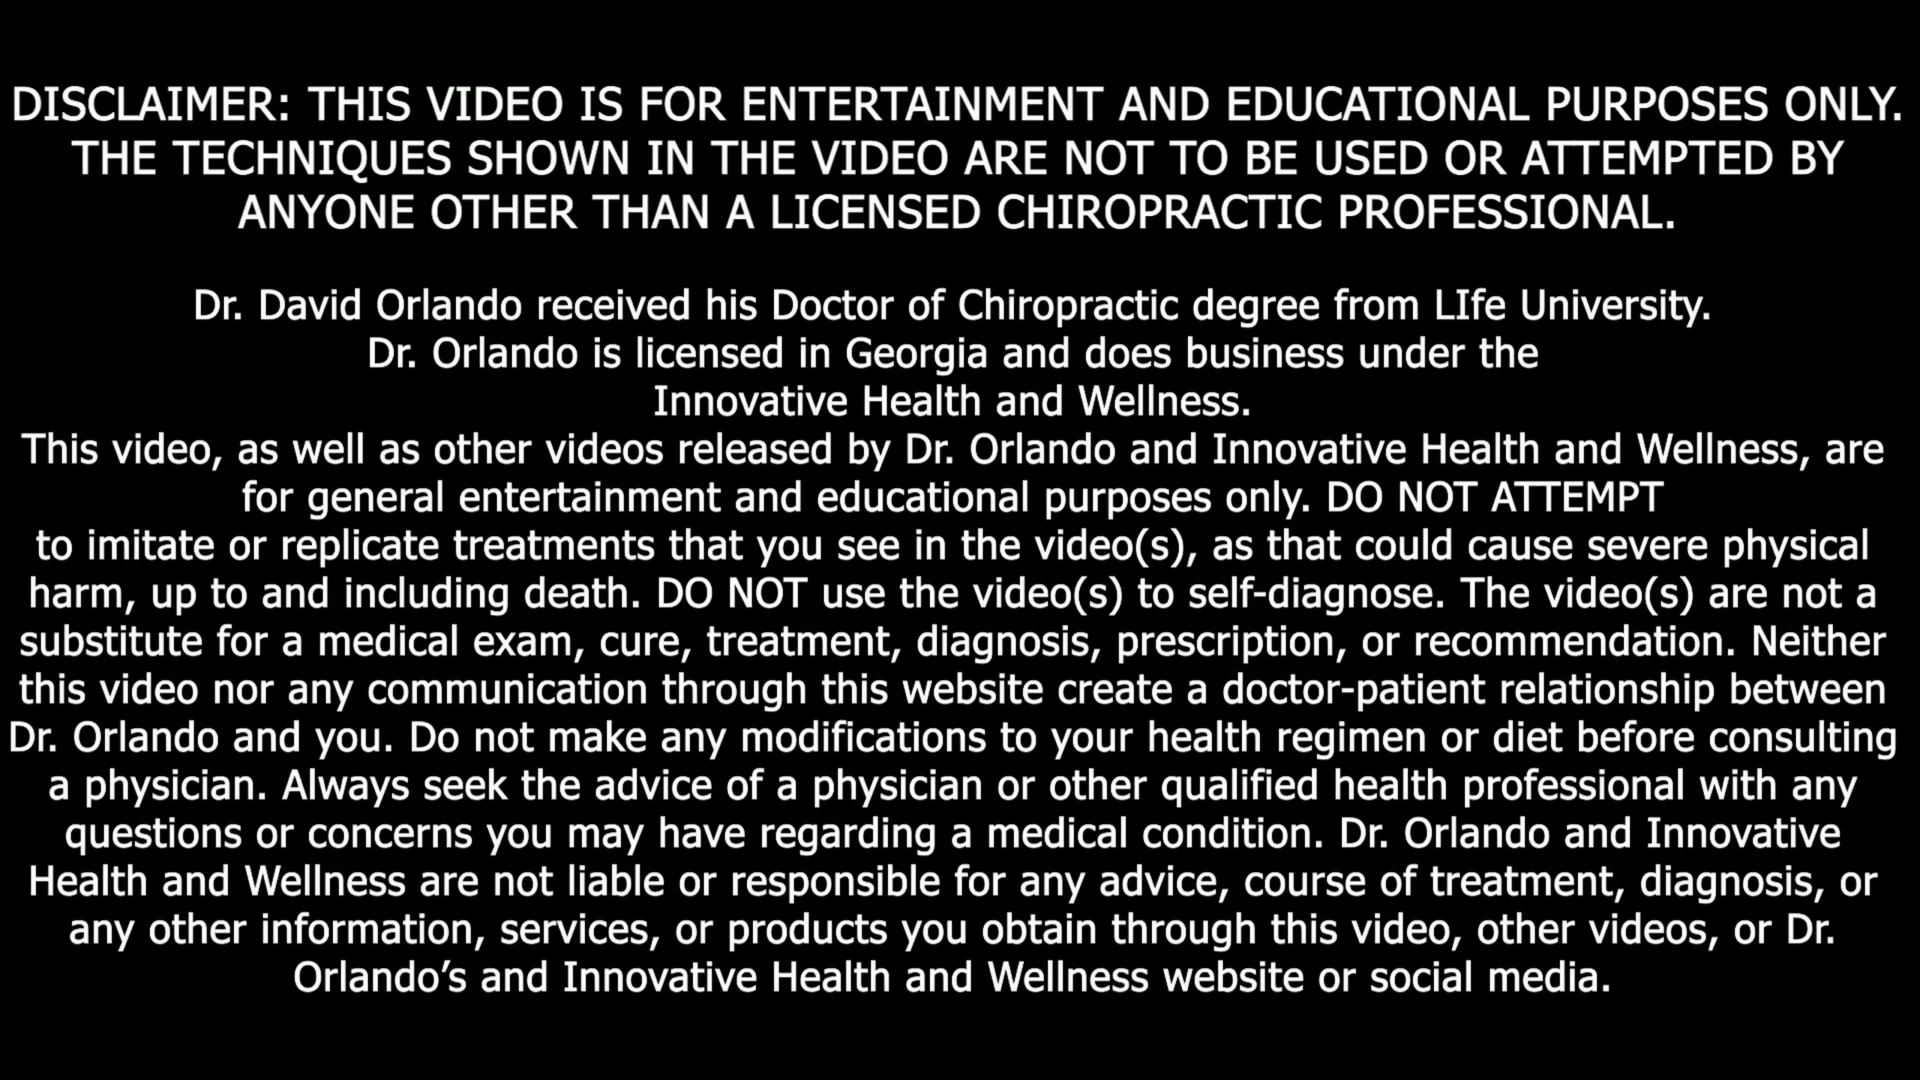 DISCLAIMER: THIS VIDEO IS FOR ENTERTAINMENT AND EDUCATIONAL PURPOSES ONLY.
THE TECHNIQUES SHOWN IN THE VIDEO ARE NOT TO BE USED OR ATTEMPTED BY
ANYONE OTHER THAN A LICENSED CHIROPRACTIC PROFESSIONAL.
Dr. David Orlando received his Doctor of Chiropractic degree from LIfe University.
Dr. Orlando is licensed in Georgia and does business under the
Innovative Health and Wellness.
This video, as well as other videos released by Dr. Orlando and Innovative Health and Wellness, are
for general entertainment and educational purposes only. DO NOT ATTEMPT
to imitate or replicate treatments that you see in the video(s), as that could cause severe physical
harm, up to and including death. DO NOT use the video(s) to self-diagnose. The video(s) are not a
substitute for a medical exam, cure, treatment, diagnosis, prescription, or recommendation. Neither
this video nor any communication through this website create a doctor-patient relationship between
Dr. Orlando and you. Do not make any modifications to your health regimen or diet before consulting
a physician. Always seek the advice of a physician or other qualified health professional with any
questions or concerns you may have regarding a medical condition. Dr. Orlando and Innovative
Health and Wellness are not liable or responsible for any advice, course of treatment, diagnosis, or
any other information, services, or products you obtain through this video, other videos, or Dr.
Orlando’s and Innovative Health and Wellness website or social media.